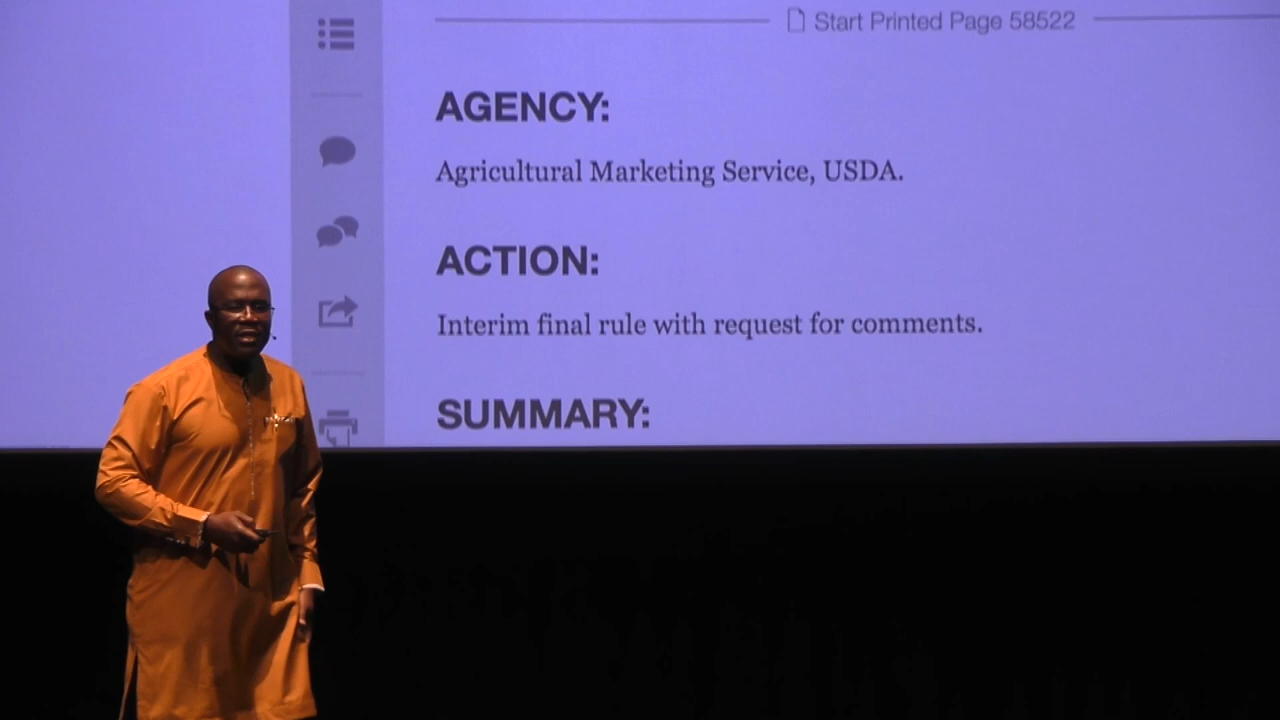 Start Printed Page 58522
AGENCY:
Agricultural Marketing Service, USDA.
ACTION:
Interim final rule with request for comments.
SUMMARY: